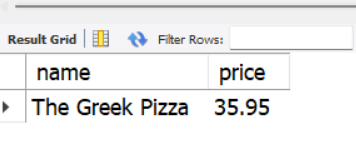 Result Grid Filter Rows:
name price
The Greek Pizza 35.95